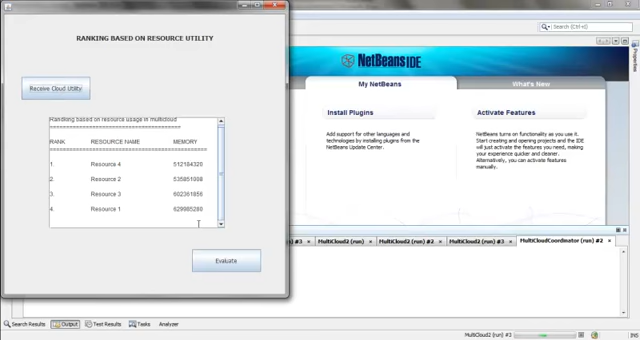 Search (Ctrl+I)
RANKING BASED ON RESOURCE UTILITY
Receive Cloud Utility
Ranking based on resource usage in multicloud
RANK RESOURCE NAME MEMORY
1. Resource 4 512184320
2. Resource 2 535851008
3. Resource 3 602361856
4. Resource 1 629985280
Evaluate
NetBeans IDE
My NetBeans
What's New
Install Plugins
Add support for other languages and
technologies by installing plugins from the
NetBeans Update Center.
Activate Features
NetBeans turns on functionality as you use it.
Start creating and opening projects and the IDE
will just activate the features you need, making
your experience quicker and cleaner.
Alternatively, you can activate features
manually.
Properties
#3 MultiCloud2 (run) MultiCloud2 (run) #2 MultiCloud2 (run) #3 MultiCloudCoordinator (run) #2
Search Results Output Test Results Tasks Analyzer
MultiCloud2 (run) #3
INS